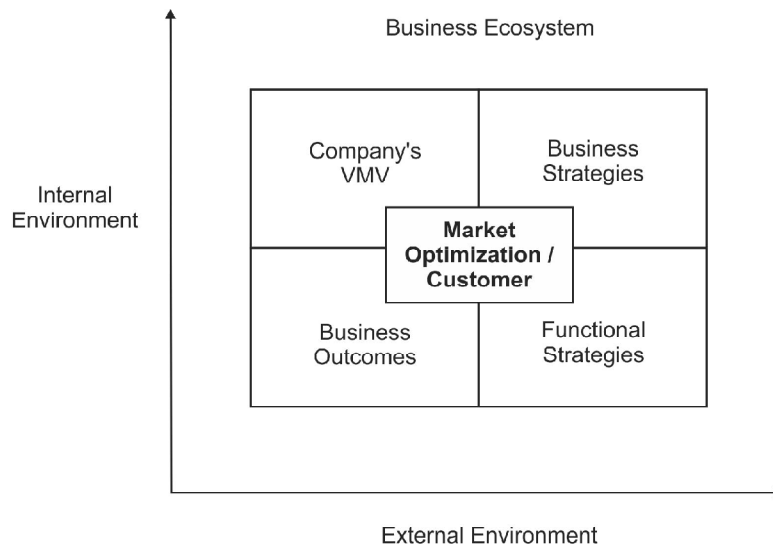 Business Ecosystem
Company's
VMV
Business
Strategies
Internal
Environment
Market
Optimization /
Customer
Business
Outcomes
Functional
Strategies
External Environment